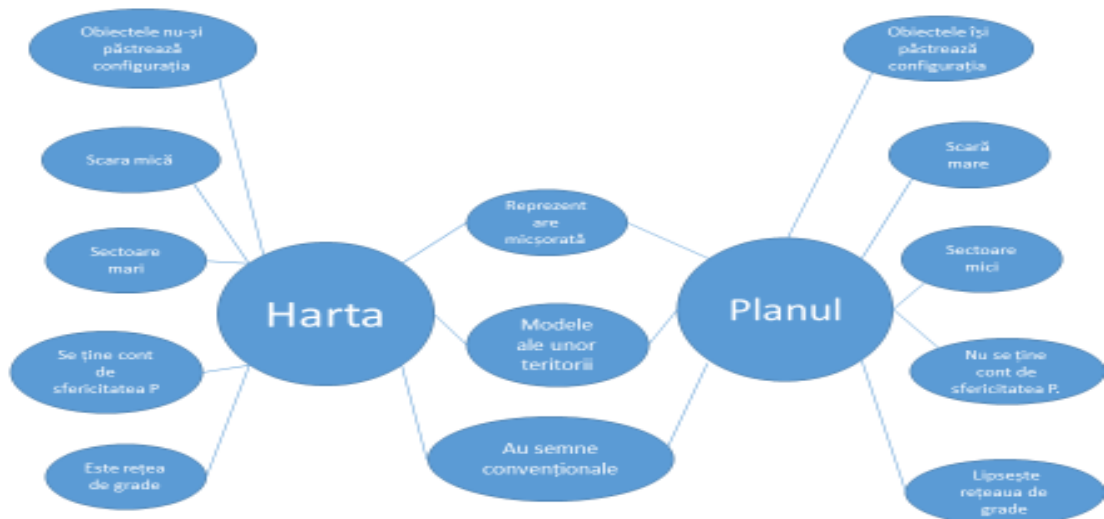 Obiectele nu-și
păstrează
configurația
Scara mică
Sectoare
mari
Se ține cont
de
sfericitatea P
Este rețea
de grade
Harta
Reprezent
are
micșorată
Modele
ale unor
teritorii
Au semne
convenționale
Planul
Obiectele își
păstrează
configurația
Scară
mare
Sectoare
mici
Nu se ține
cont de
sfericitatea P.
Lipsește
rețeaua de
grade